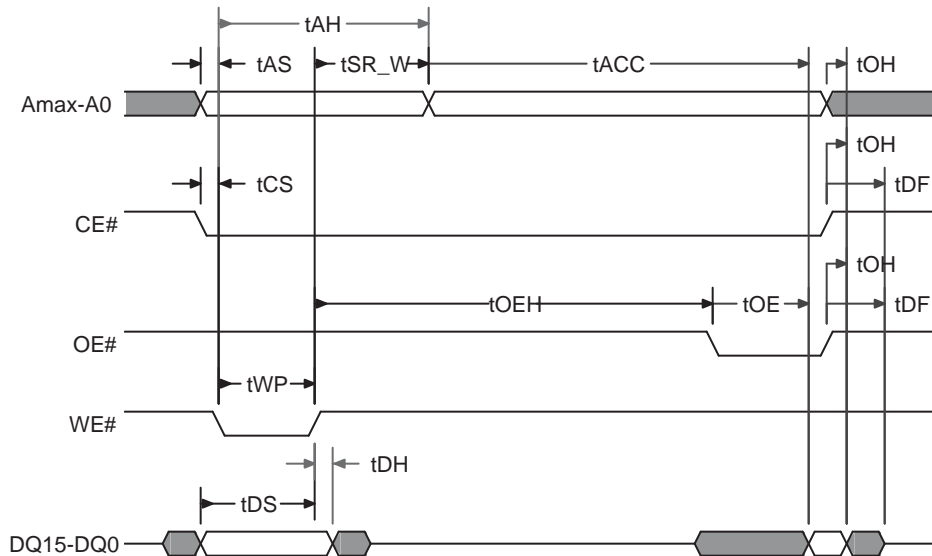 tAH
tAS tSR_W tACC tOH
Amax-A0
tOH
tCS tDF
CE#
tOH
tOEH tOE tDF
OE#
tWP
WE#
tDH
tDS
DQ15-DQ0